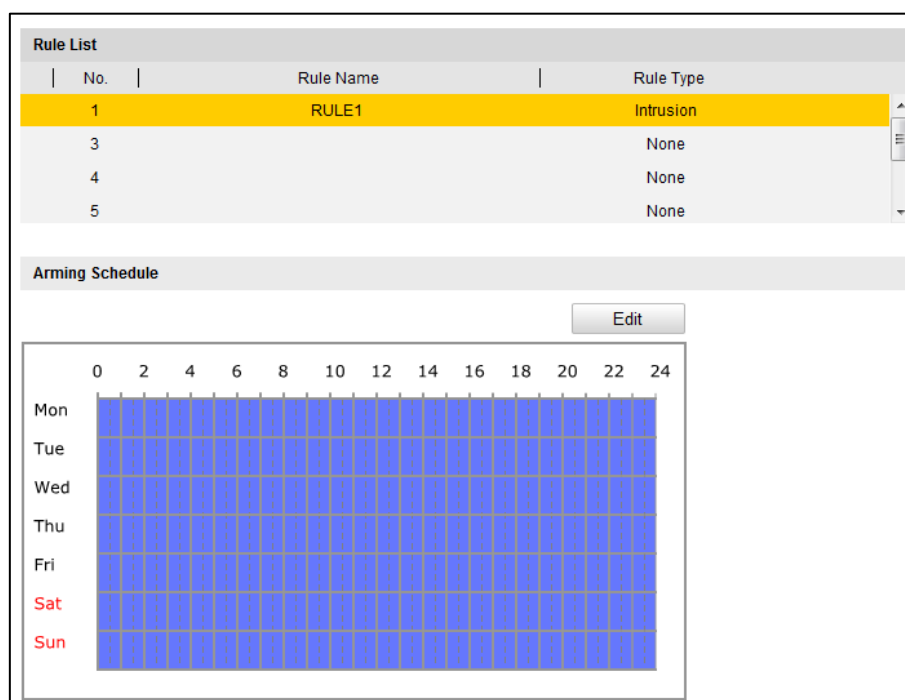 Rule List
No. Rule Name Rule Type
1 RULE1 Intrusion
3 None
4 None
5 None
Arming Schedule
Edit
0 2 4 6 8 10 12 14 16 18 20 22 24
Mon
Tue
Wed
Thu
Fri
Sat
Sun